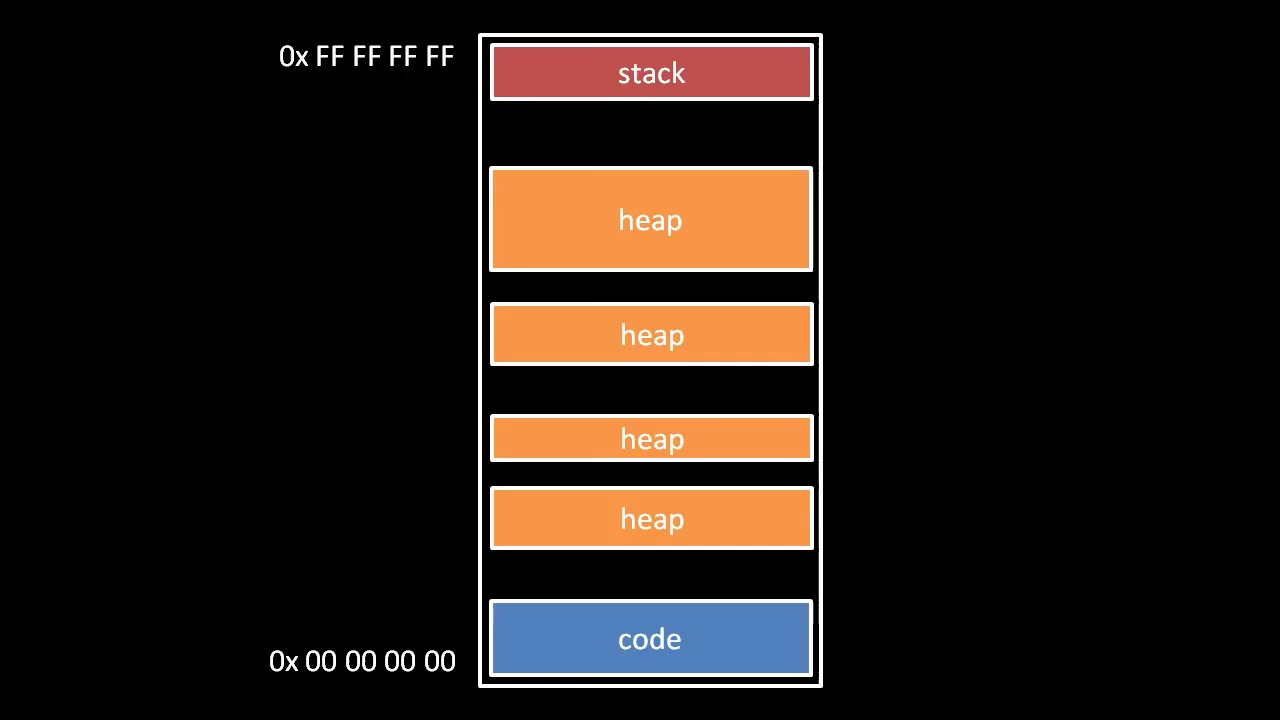 0x FF FF FF FF
stack
heap
heap
heap
heap
code
0x 00 00 00 00